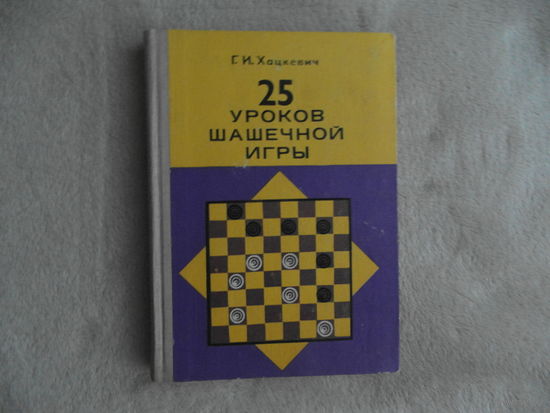 Г. И. Хацкевич
25
УРОКОВ
ШАШЕЧНОЙ
ИГРЫ